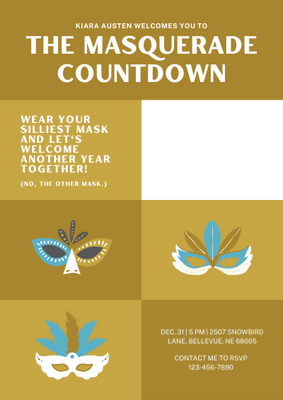 KIARA AUSTEN WELCOMES YOU TO
THE MASQUERADE
COUNTDOWN
WEAR YOUR
SILLIEST MASK
AND LET'S
WELCOME
ANOTHER YEAR
TOGETHER!
(NO, THE OTHER MASK.)
DEC. 31 | 5 PM | 2507 SNOWBIRD
LANE, BELLEVUE, NE 68005
CONTACT ME TO RSVP
123-456-7890